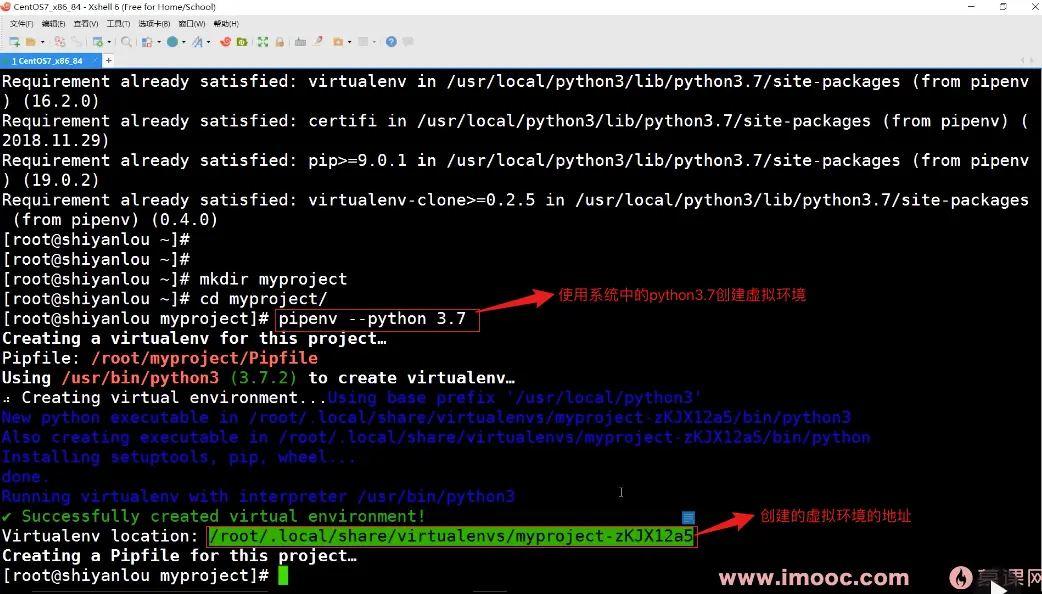 CentOS7_x86_84 - Xshell 6 (Free for Home/School)
文件(F) 编辑(E) 查看(V) 工具(T) 选项卡(B) 窗口(W) 帮助(H)
1 CentOS7_x86_84
Requirement already satisfied: virtualenv in /usr/local/python3/lib/python3.7/site-packages (from pipenv
) (16.2.0)
Requirement already satisfied: certifi in /usr/local/python3/lib/python3.7/site-packages (from pipenv) (
2018.11.29)
Requirement already satisfied: pip>=9.0.1 in /usr/local/python3/lib/python3.7/site-packages (from pipenv
) (19.0.2)
Requirement already satisfied: virtualenv-clone>=0.2.5 in /usr/local/python3/lib/python3.7/site-packages
(from pipenv) (0.4.0)
[root@shiyanlou ~]#
[root@shiyanlou ~]#
[root@shiyanlou ~]# mkdir myproject
[root@shiyanlou ~]# cd myproject/
使用系统中的python3.7创建虚拟环境
[root@shiyanlou myproject]# pipenv --python 3.7
Creating a virtualenv for this project…
Pipfile: /root/myproject/Pipfile
Using /usr/bin/python3 (3.7.2) to create virtualenv…
⠴ Creating virtual environment...Using base prefix '/usr/local/python3'
New python executable in /root/.local/share/virtualenvs/myproject-zKJX12a5/bin/python3
Also creating executable in /root/.local/share/virtualenvs/myproject-zKJX12a5/bin/python
Installing setuptools, pip, wheel...
done.
Running virtualenv with interpreter /usr/bin/python3
✔ Successfully created virtual environment!
创建的虚拟环境的地址
Virtualenv location: /root/.local/share/virtualenvs/myproject-zKJX12a5
Creating a Pipfile for this project…
[root@shiyanlou myproject]#
www.imooc.com 慕课网